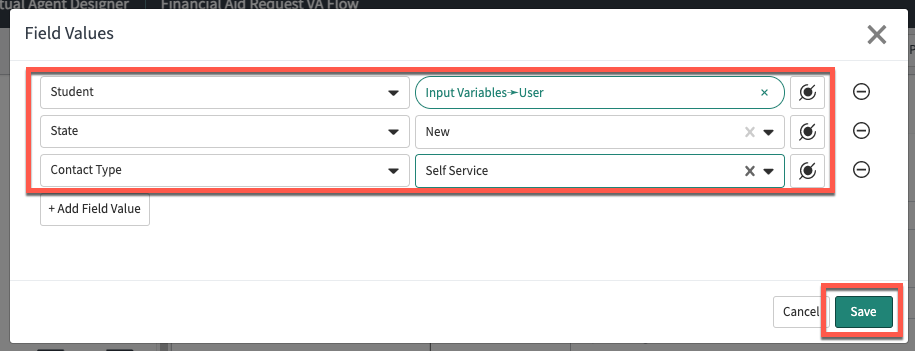 tual Agent Designer Financial Aid Request VA Flow
Field Values
Student Input Variables➛User
State New
Contact Type Self Service
+ Add Field Value
Cancel Save